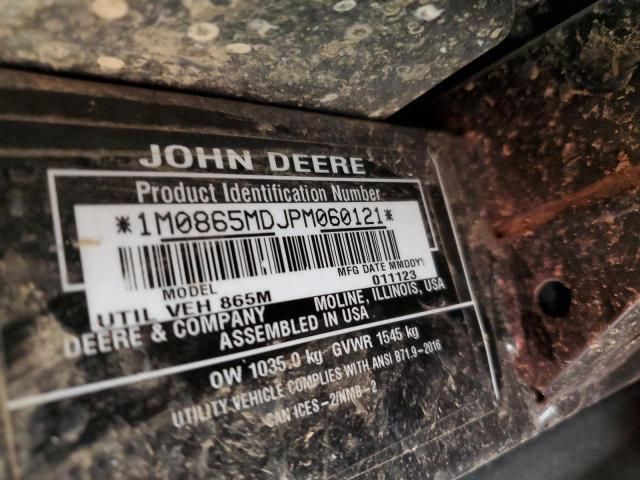 JOHN DEERE
Product Identification Number
*1M0865MDJPM060121*
MFG DATE MMDDYY
011123
MODEL
UTIL VEH 865M
DEERE & COMPANY MOLINE, ILLINOIS, USA
ASSEMBLED IN USA
OW 1035.0 kg GVWR 1545 kg
UTILITY VEHICLE COMPLIES WITH ANSI B71.9-2016
CAN ICES-2/NMB-2